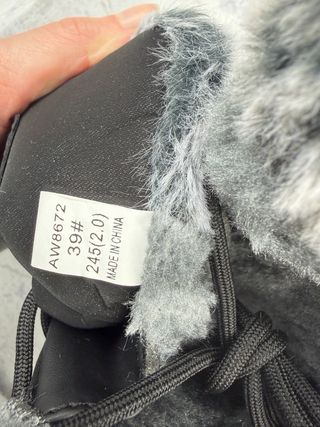 AW8672
39#
245(2.0)
MADE IN CHINA